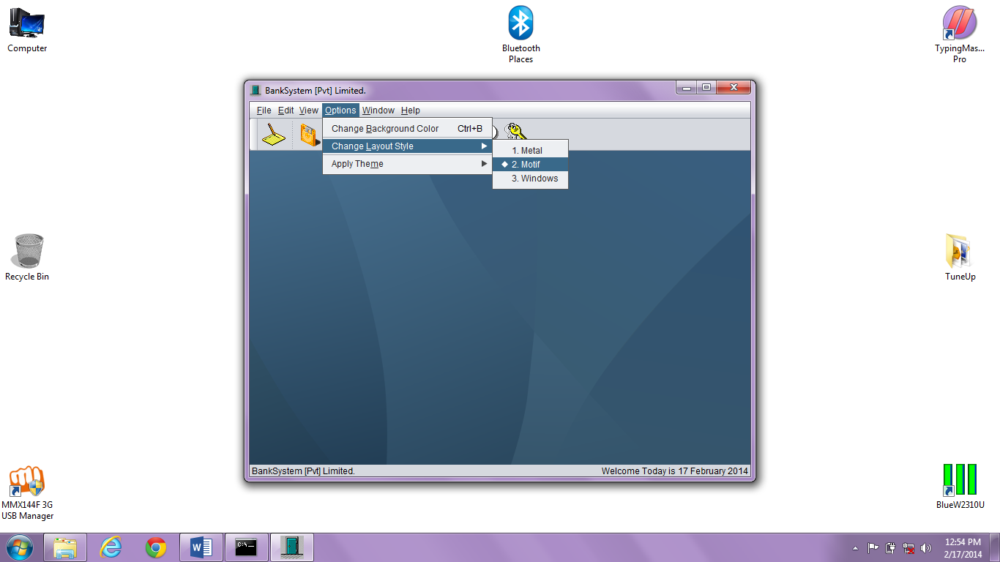 Computer
Bluetooth
Places
TypingMas...
Pro
BankSystem [Pvt] Limited.
File Edit View Options Window Help
Change Background Color Ctrl+B
Change Layout Style
Apply Theme
1. Metal
2. Motif
3. Windows
Recycle Bin
TuneUp
BankSystem [Pvt] Limited.
Welcome Today is 17 February 2014
MMX144F 3G
USB Manager
BlueW2310U
C:\._
12:54 PM
2/17/2014